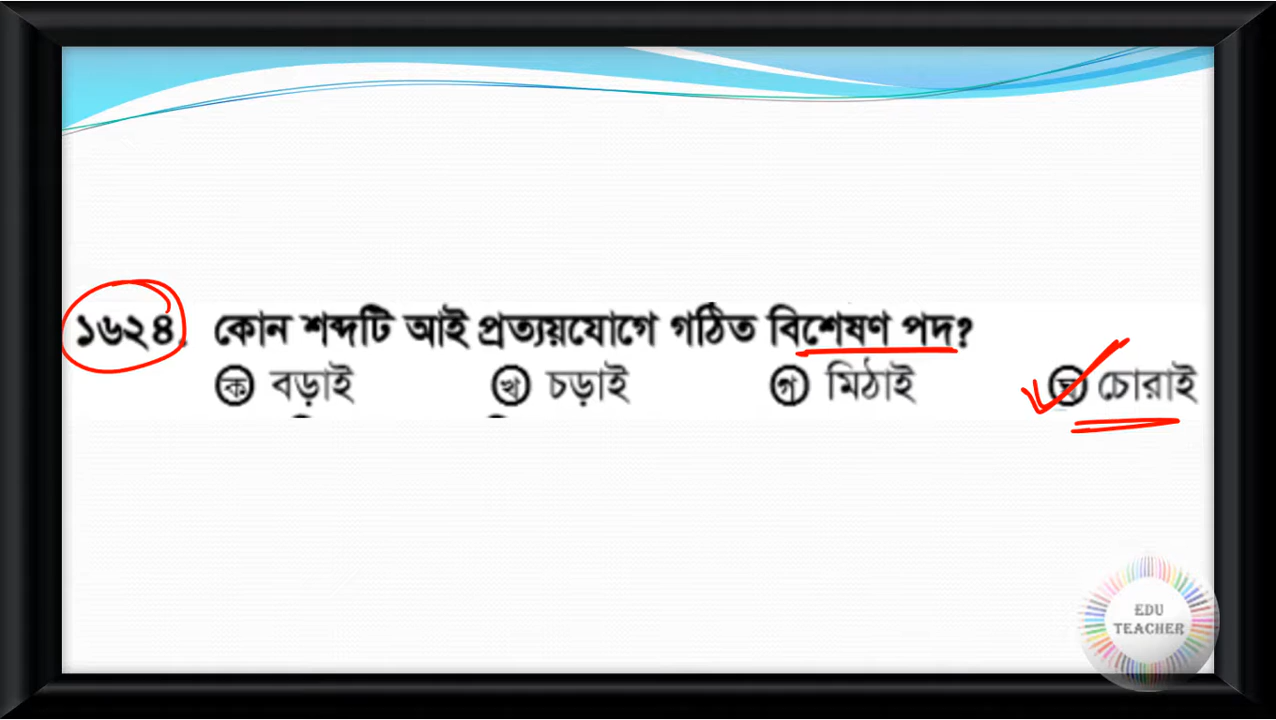 ১৬২৪. কোন শব্দটি আই প্রত্যয়যোগে গঠিত বিশেষণ পদ?
ক বড়াই খ চড়াই গ মিঠাই ঘ চোরাই
EDU
TEACHER